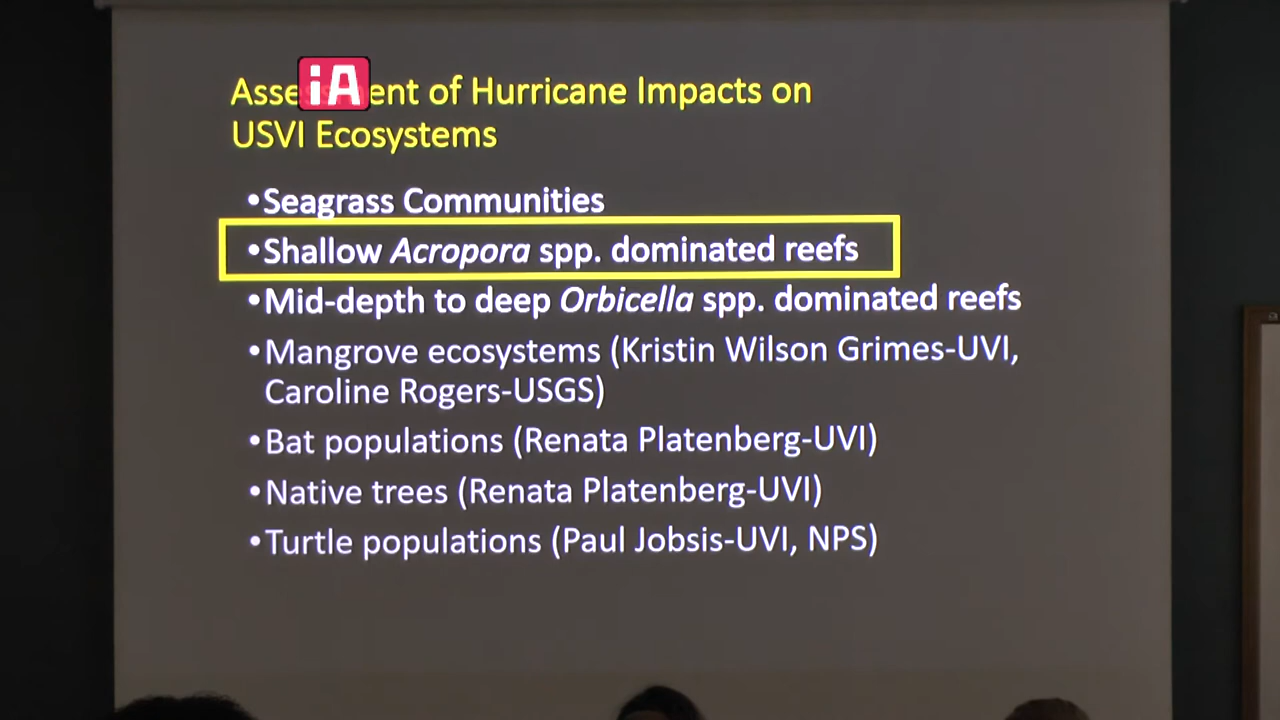 iA
of Hurricane Impacts on
USVI Ecosystems
•Seagrass Communities
•Shallow Acropora spp. dominated reefs
•Mid-depth to deep Orbicella spp. dominated reefs
•Mangrove ecosystems (Kristin Wilson Grimes-UVI,
Caroline Rogers-USGS)
•Bat populations (Renata Platenberg-UVI)
•Native trees (Renata Platenberg-UVI)
•Turtle populations (Paul Jobsis-UVI, NPS)